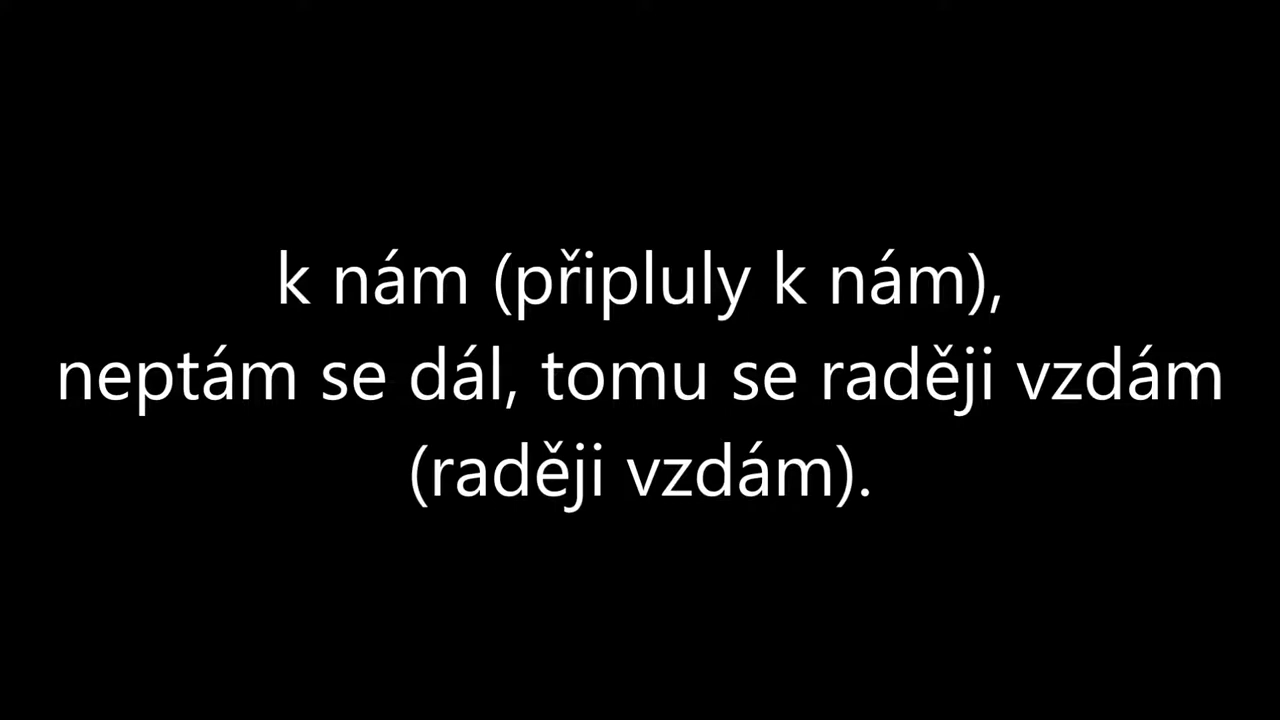 k nám (připluly k nám),
neptám se dál, tomu se raději vzdám
(raději vzdám).